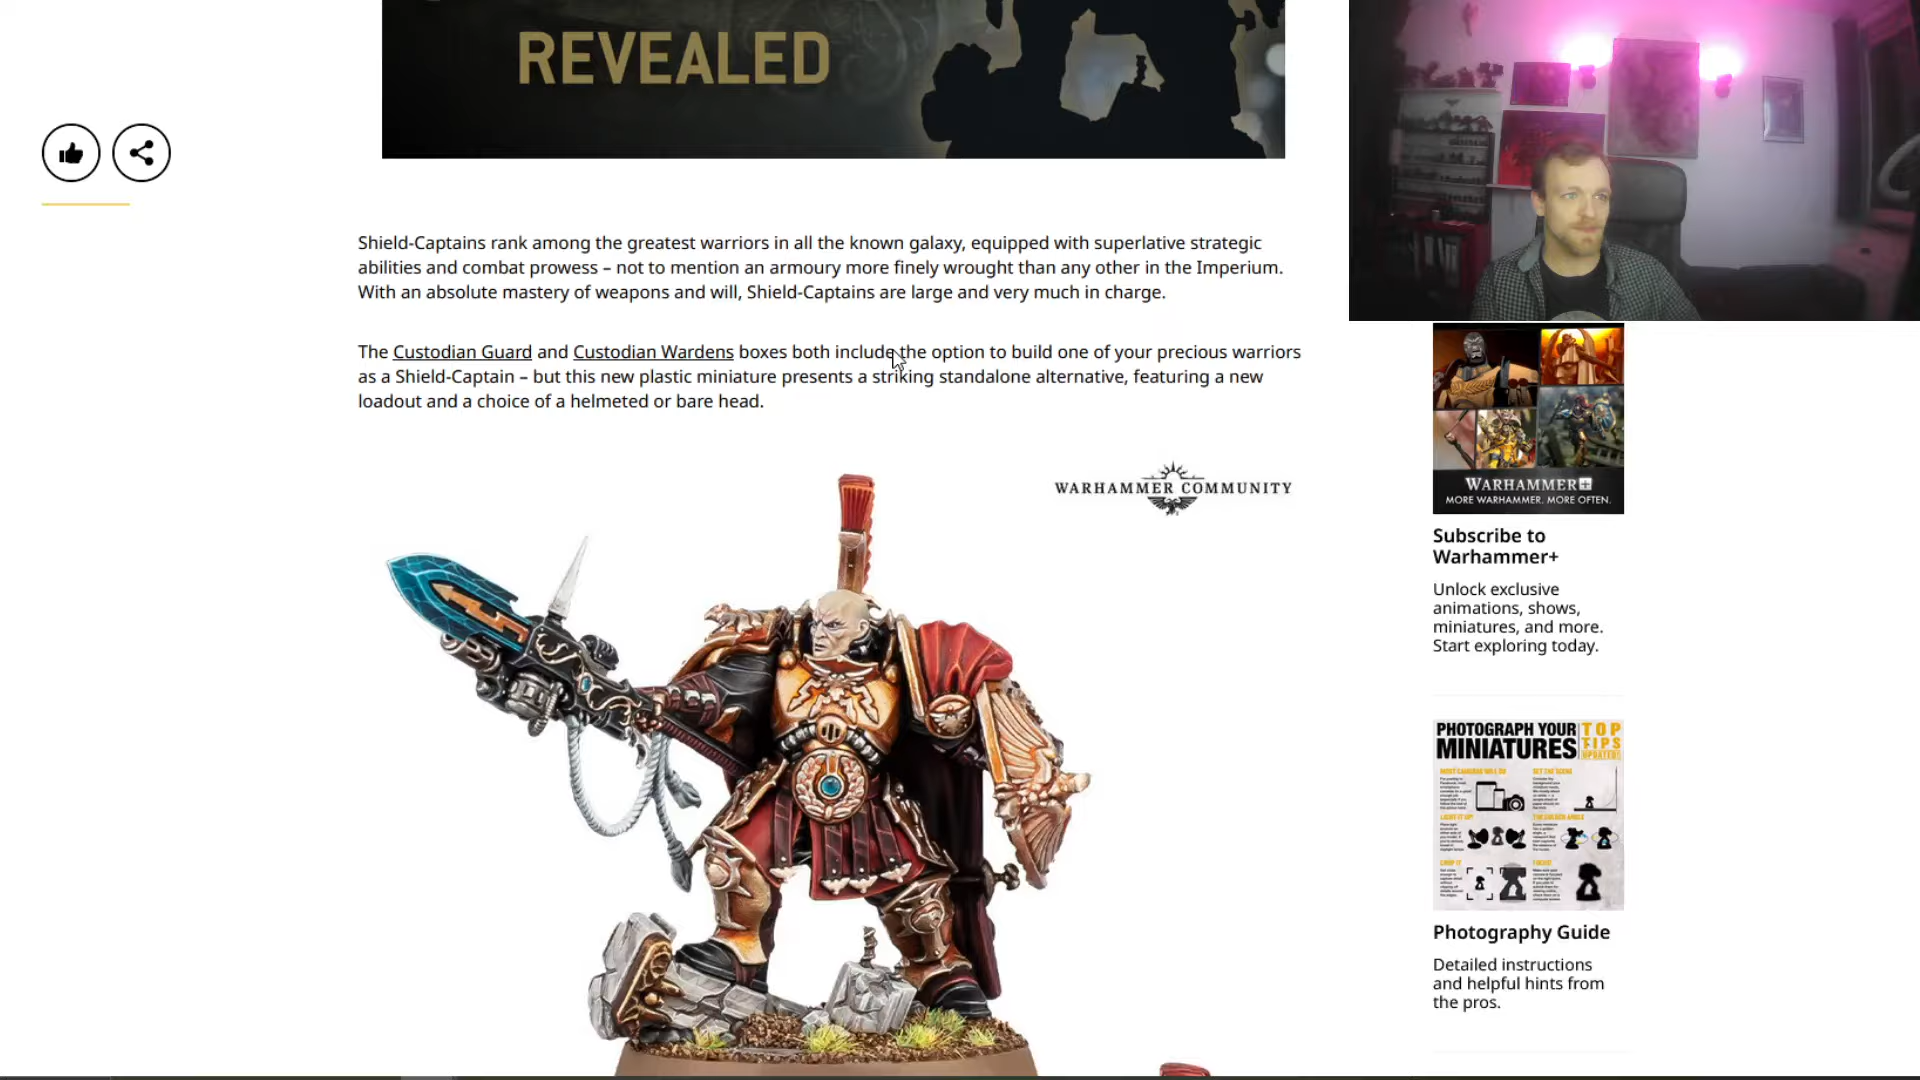 REVEALED
Shield-Captains rank among the greatest warriors in all the known galaxy, equipped with superlative strategic
abilities and combat prowess – not to mention an armoury more finely wrought than any other in the Imperium.
With an absolute mastery of weapons and will, Shield-Captains are large and very much in charge.
The Custodian Guard and Custodian Wardens boxes both include the option to build one of your precious warriors
as a Shield-Captain – but this new plastic miniature presents a striking standalone alternative, featuring a new
loadout and a choice of a helmeted or bare head.
WARHAMMER COMMUNITY
WARHAMMER+
MORE WARHAMMER. MORE OFTEN.
Subscribe to
Warhammer+
Unlock exclusive
animations, shows,
miniatures, and more.
Start exploring today.
PHOTOGRAPH YOUR
MINIATURES
TOP
TIPS
UPDATED!
Photography Guide
Detailed instructions
and helpful hints from
the pros.